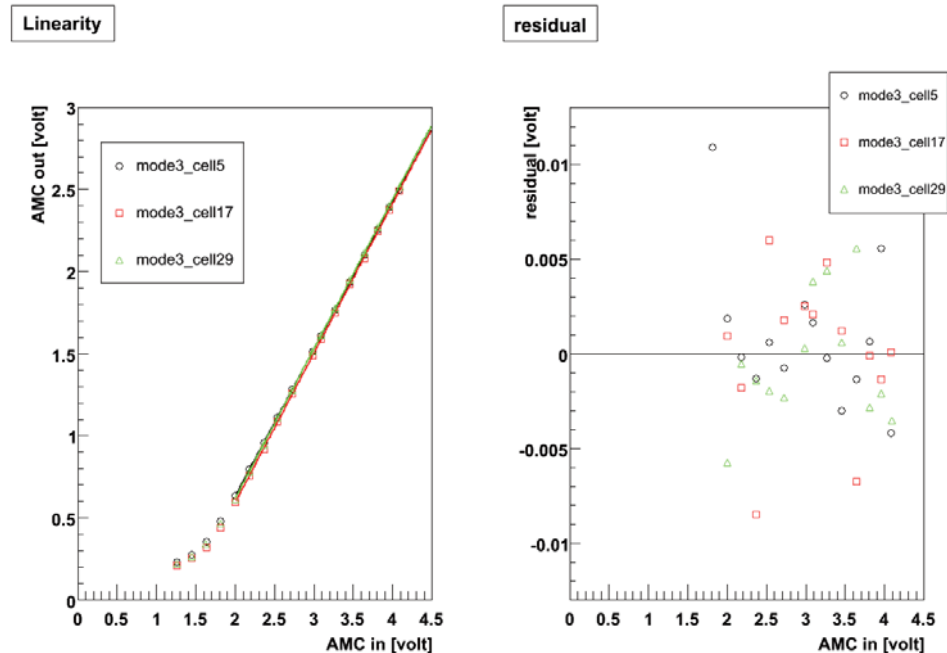 Linearity
AMC out [volt]
3
2.5
2
1.5
1
0.5
0
mode3_cell5
mode3_cell17
mode3_cell29
0 0.5 1 1.5 2 2.5 3 3.5 4 4.5
AMC in [volt]
residual
residual [volt]
0.01
0.005
0
-0.005
-0.01
mode3_cell5
mode3_cell17
mode3_cell29
0 0.5 1 1.5 2 2.5 3 3.5 4 4.5
AMC in [volt]